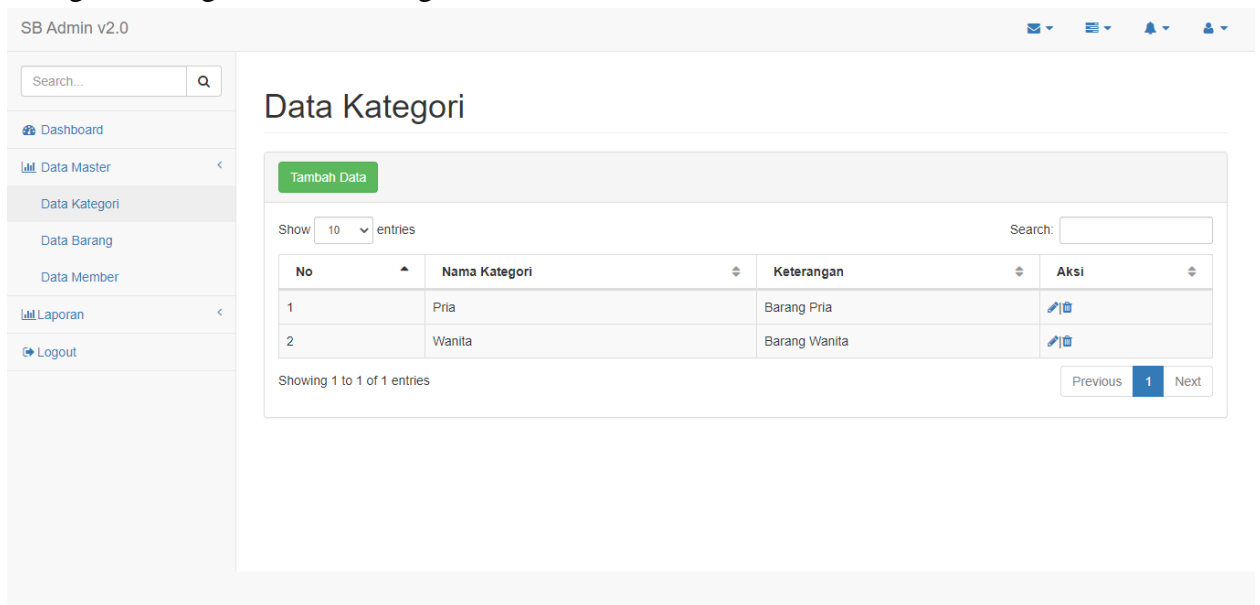 SB Admin v2.0
Search...
Data Kategori
Dashboard
Data Master
Tambah Data
Data Kategori
Show 10 entries Search:
Data Barang
No Nama Kategori Keterangan Aksi
Data Member
1 Pria Barang Pria |
Laporan
2 Wanita Barang Wanita |
Logout
Showing 1 to 1 of 1 entries Previous 1 Next